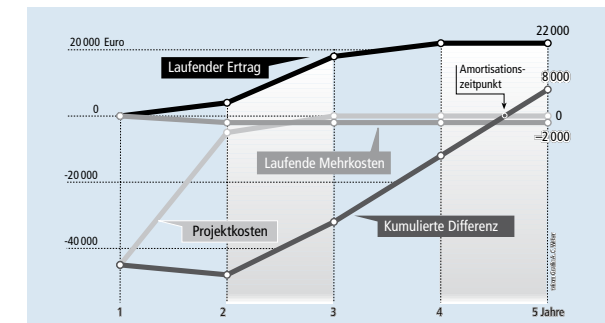 20 000 Euro
22 000
Laufender Ertrag
Amortisations-
zeitpunkt
8 000
0
0
–2 000
Laufende Mehrkosten
-20 000
Projektkosten
Kumulierte Differenz
-40 000
1
2
3
4
5 Jahre